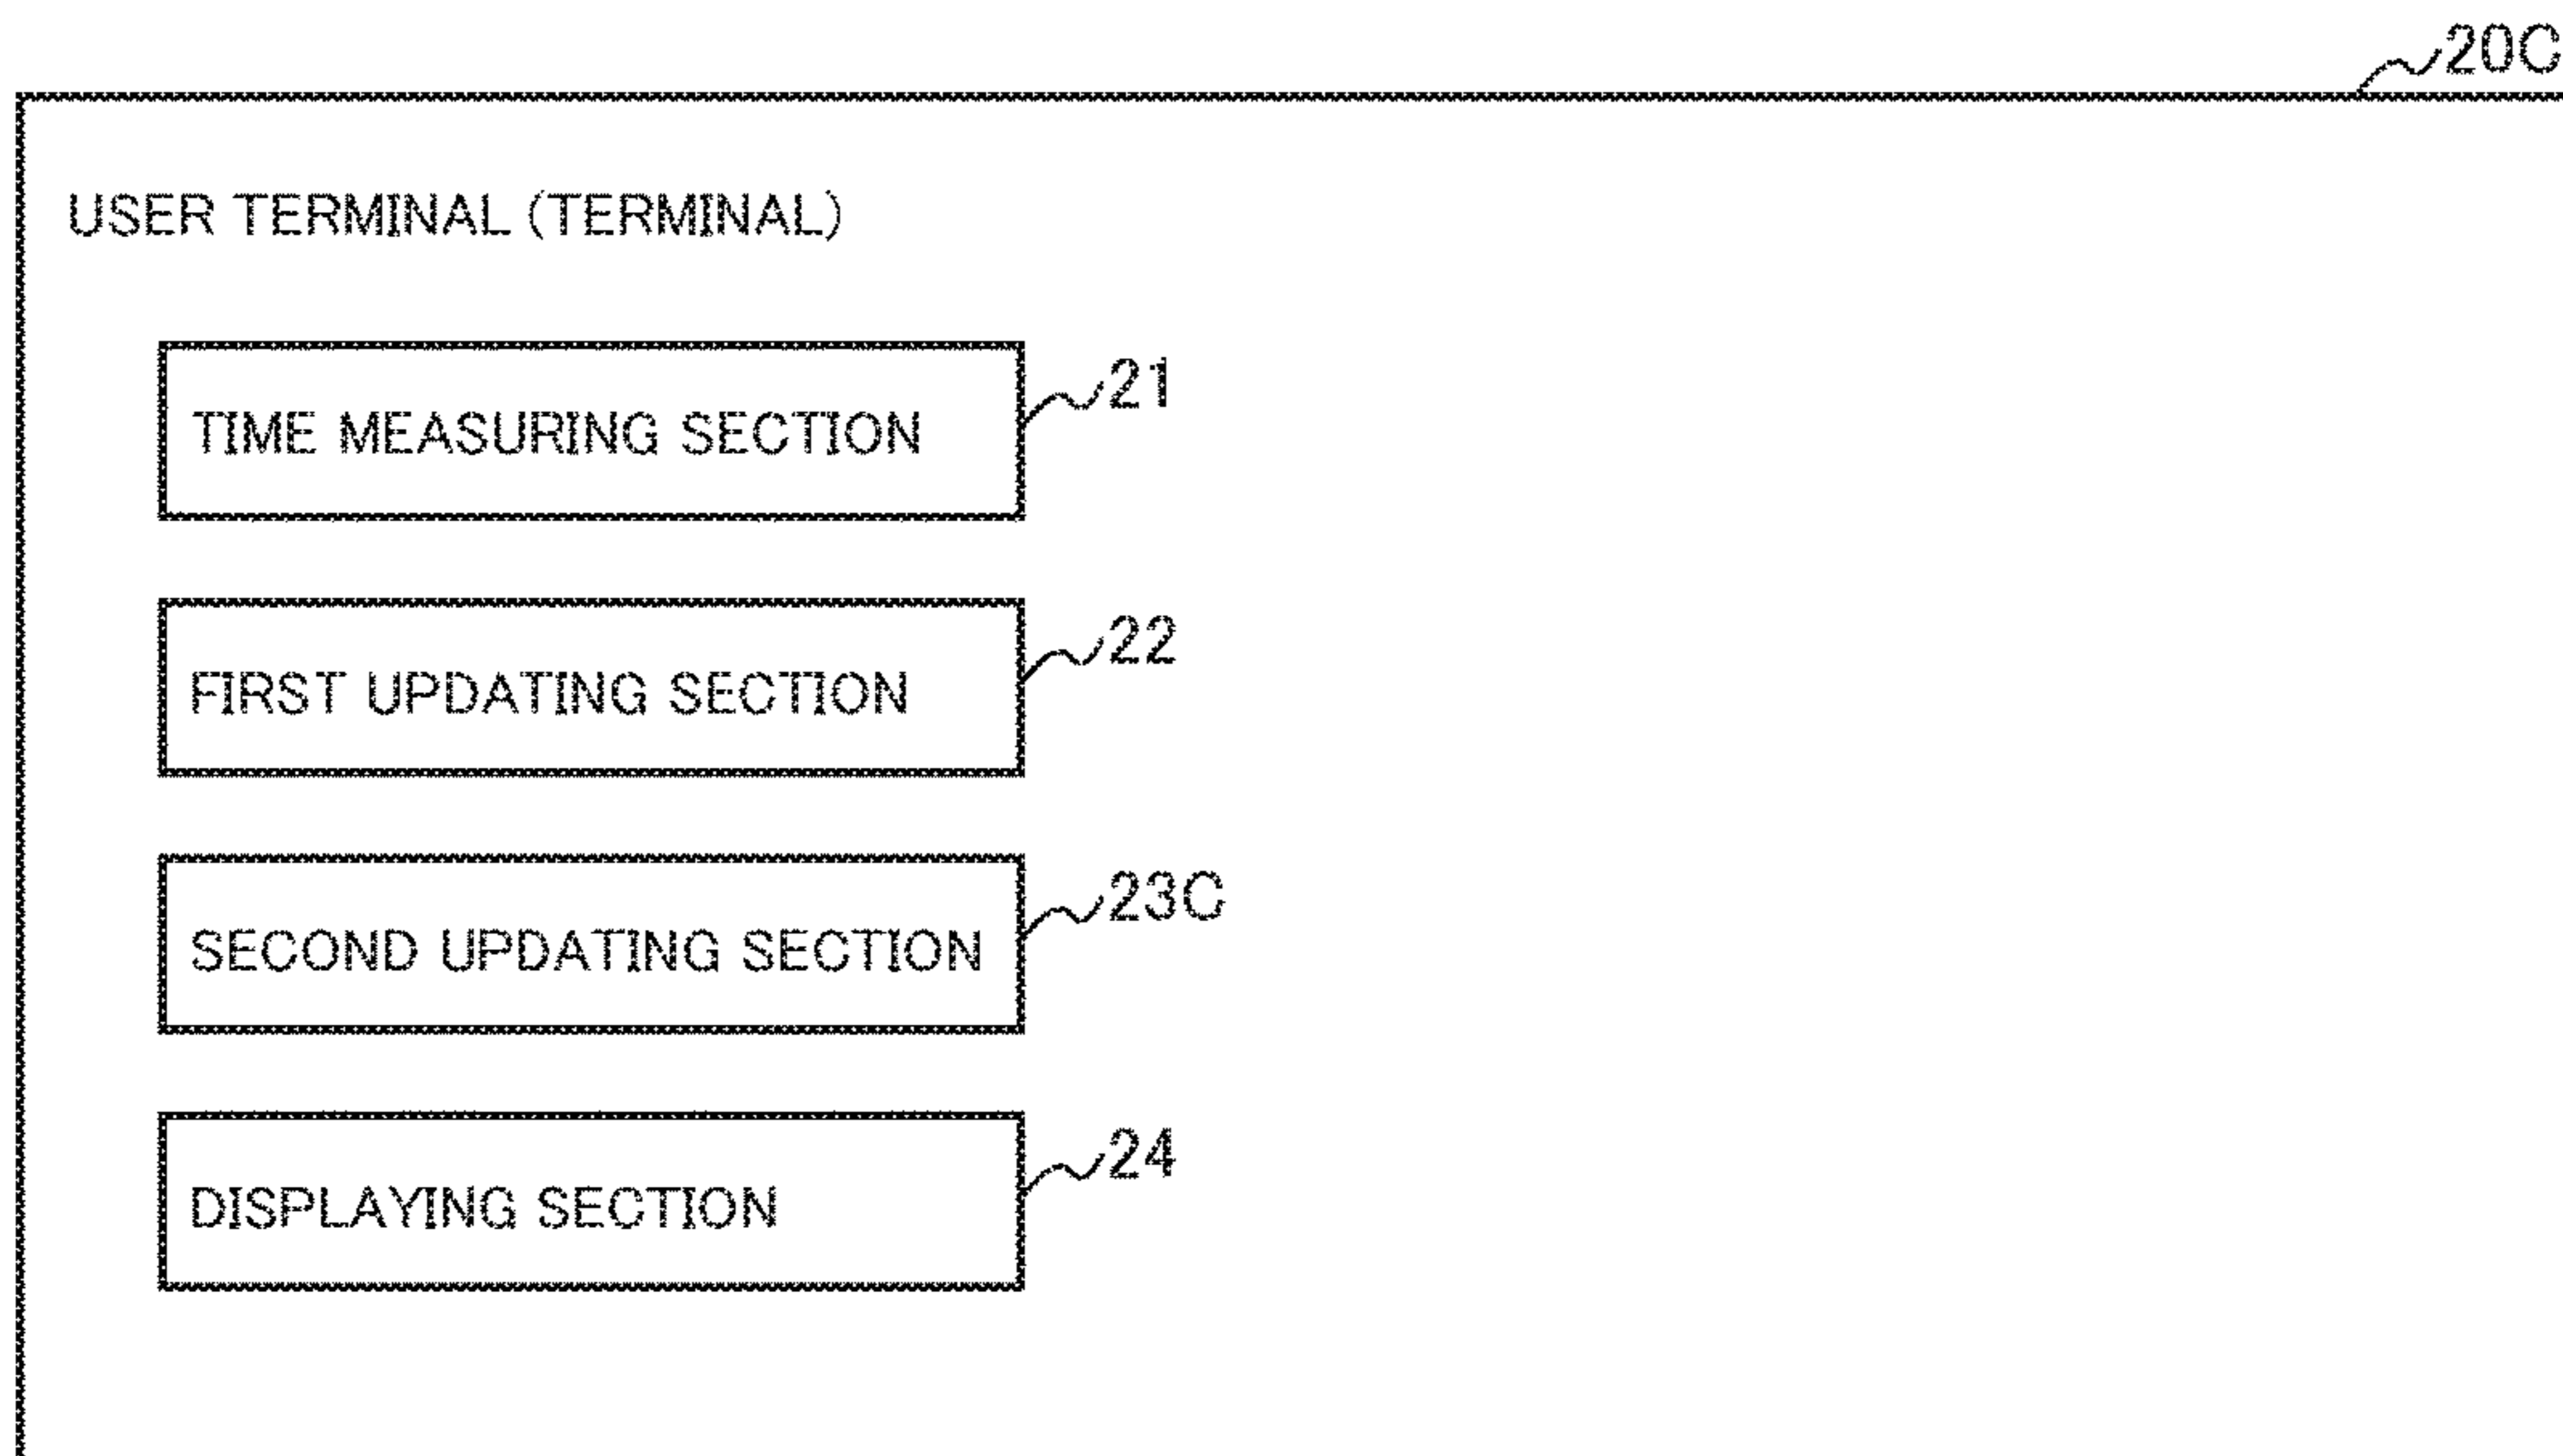 20C
USER TERMINAL (TERMINAL)
21
TIME MEASURING SECTION
22
FIRST UPDATING SECTION
23C
SECOND UPDATING SECTION
24
DISPLAYING SECTION